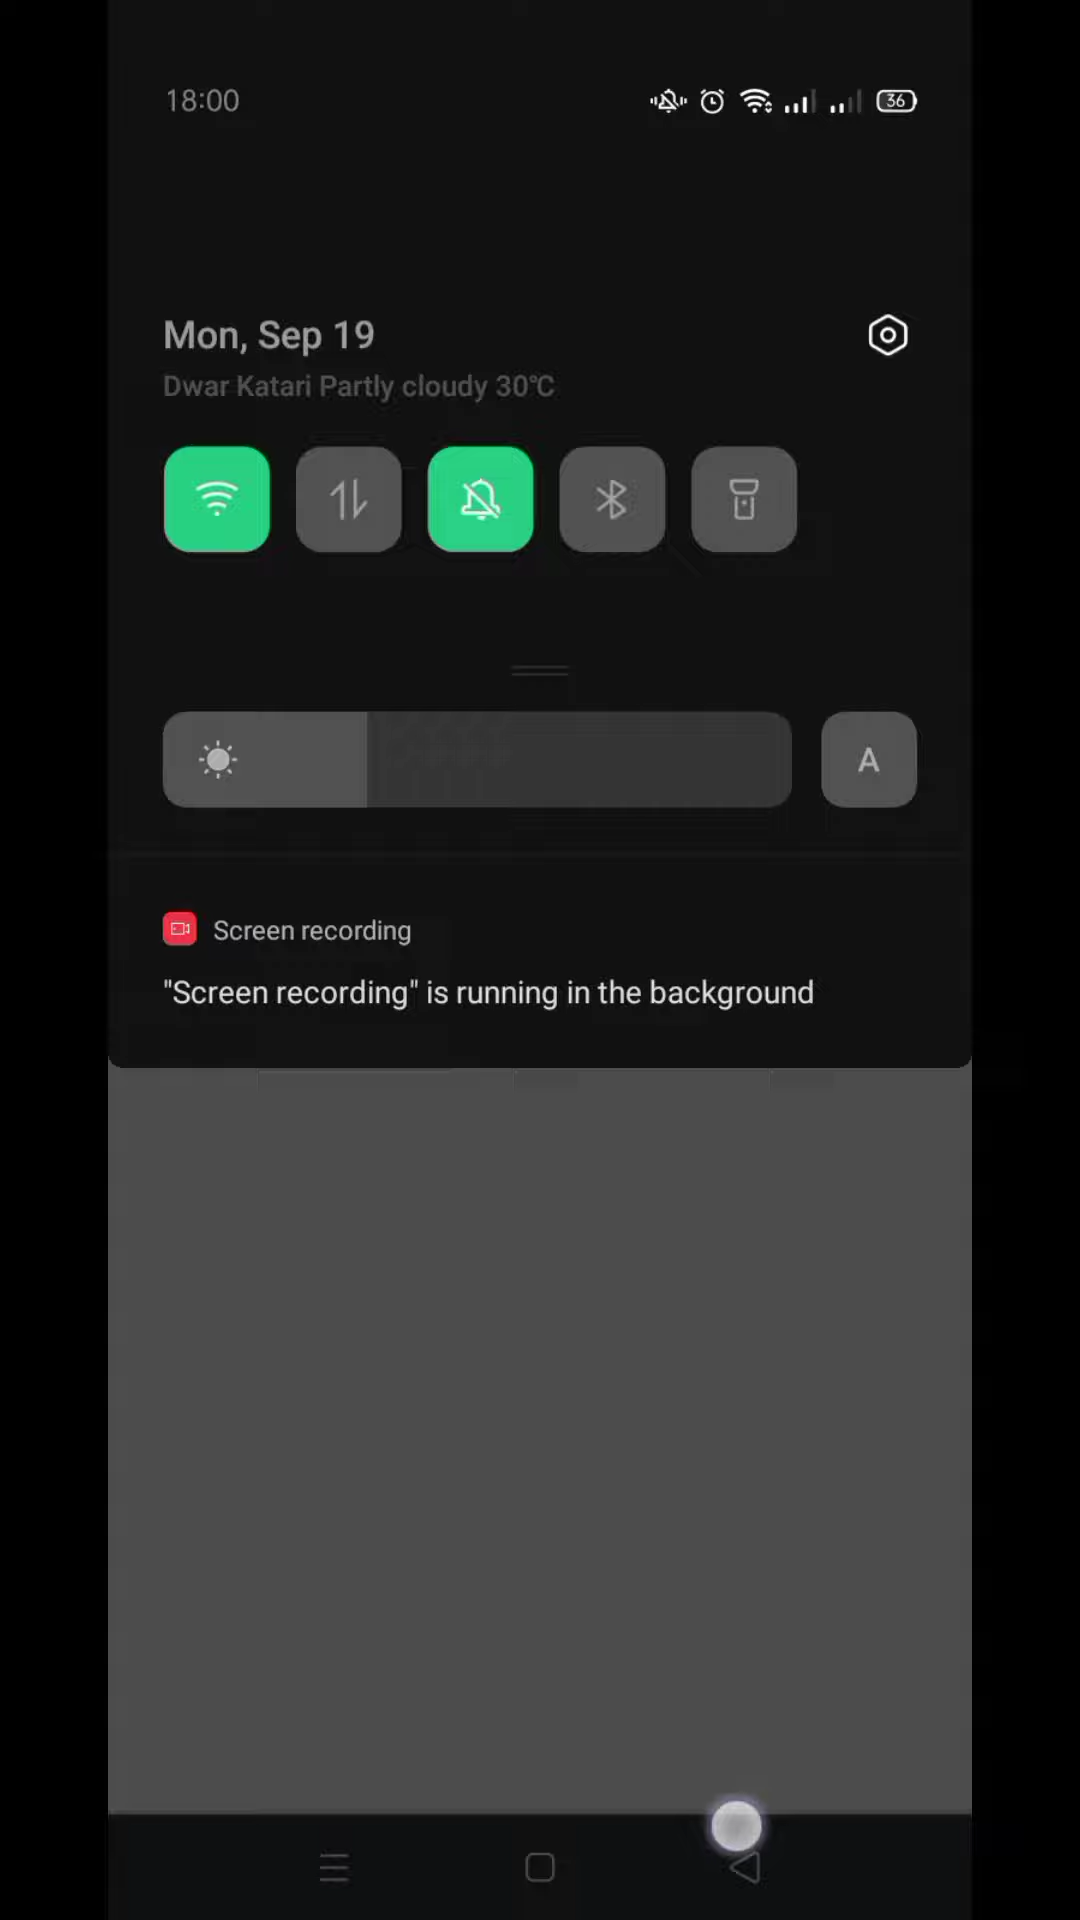 18:00
36
Mon, Sep 19
Dwar Katari Partly cloudy 30℃
A
Screen recording
"Screen recording" is running in the background